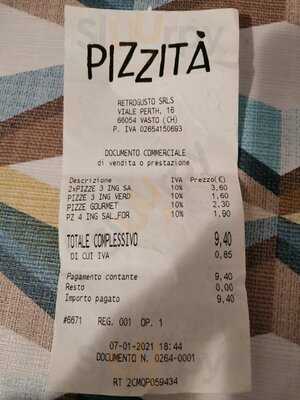 PIZZITÀ
RETROGUSTO SRLS
VIALE PERTH, 16
66054 VASTO (CH)
P. IVA 02654150693
DOCUMENTO COMMERCIALE
di vendita o prestazione
Descrizione IVA Prezzo(€)
2xPIZZE 3 ING SA 10% 3,60
PIZZE 3 ING VERD 10% 1,60
PIZZE GOURMET 10% 2,30
PZ 4 ING SAL_FOR 10% 1,90
TOTALE COMPLESSIVO 9,40
DI CUI IVA 0,85
Pagamento contante 9,40
Resto 0,00
Importo pagato 9,40
#6671 REG. 001 OP. 1
07-01-2021 18:44
DOCUMENTO N. 0264-0001
RT 2CMOP059434